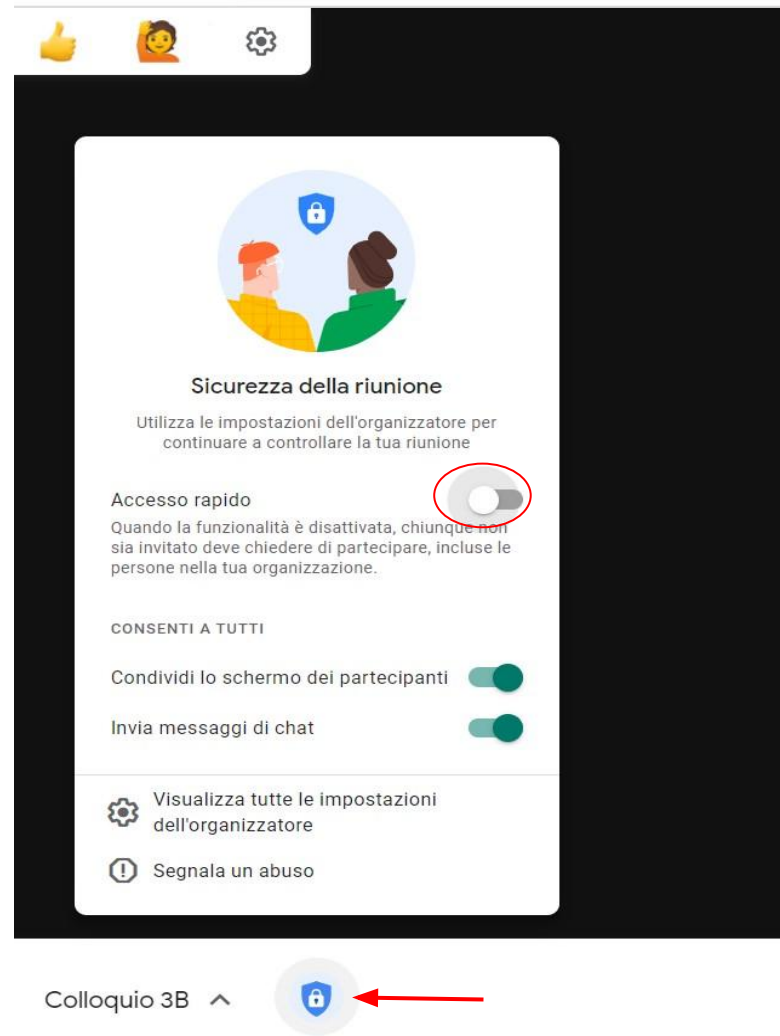 Sicurezza della riunione
Utilizza le impostazioni dell'organizzatore per
continuare a controllare la tua riunione
Accesso rapido
Quando la funzionalità è disattivata, chiunque non
sia invitato deve chiedere di partecipare, incluse le
persone nella tua organizzazione.
CONSENTI A TUTTI
Condividi lo schermo dei partecipanti
Invia messaggi di chat
Visualizza tutte le impostazioni
dell'organizzatore
Segnala un abuso
Colloquio 3B